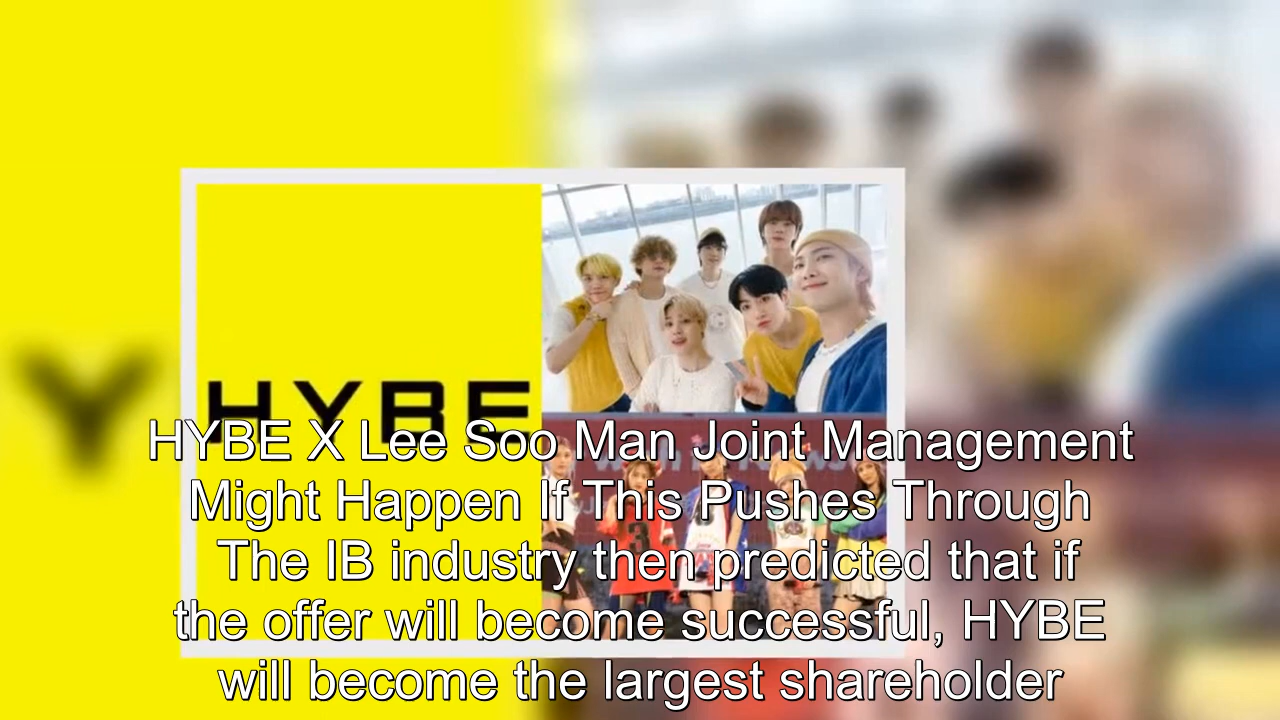 HYBE
HYBE X Lee Soo Man Joint Management
Might Happen If This Pushes Through
The IB industry then predicted that if
the offer will become successful, HYBE
will become the largest shareholder